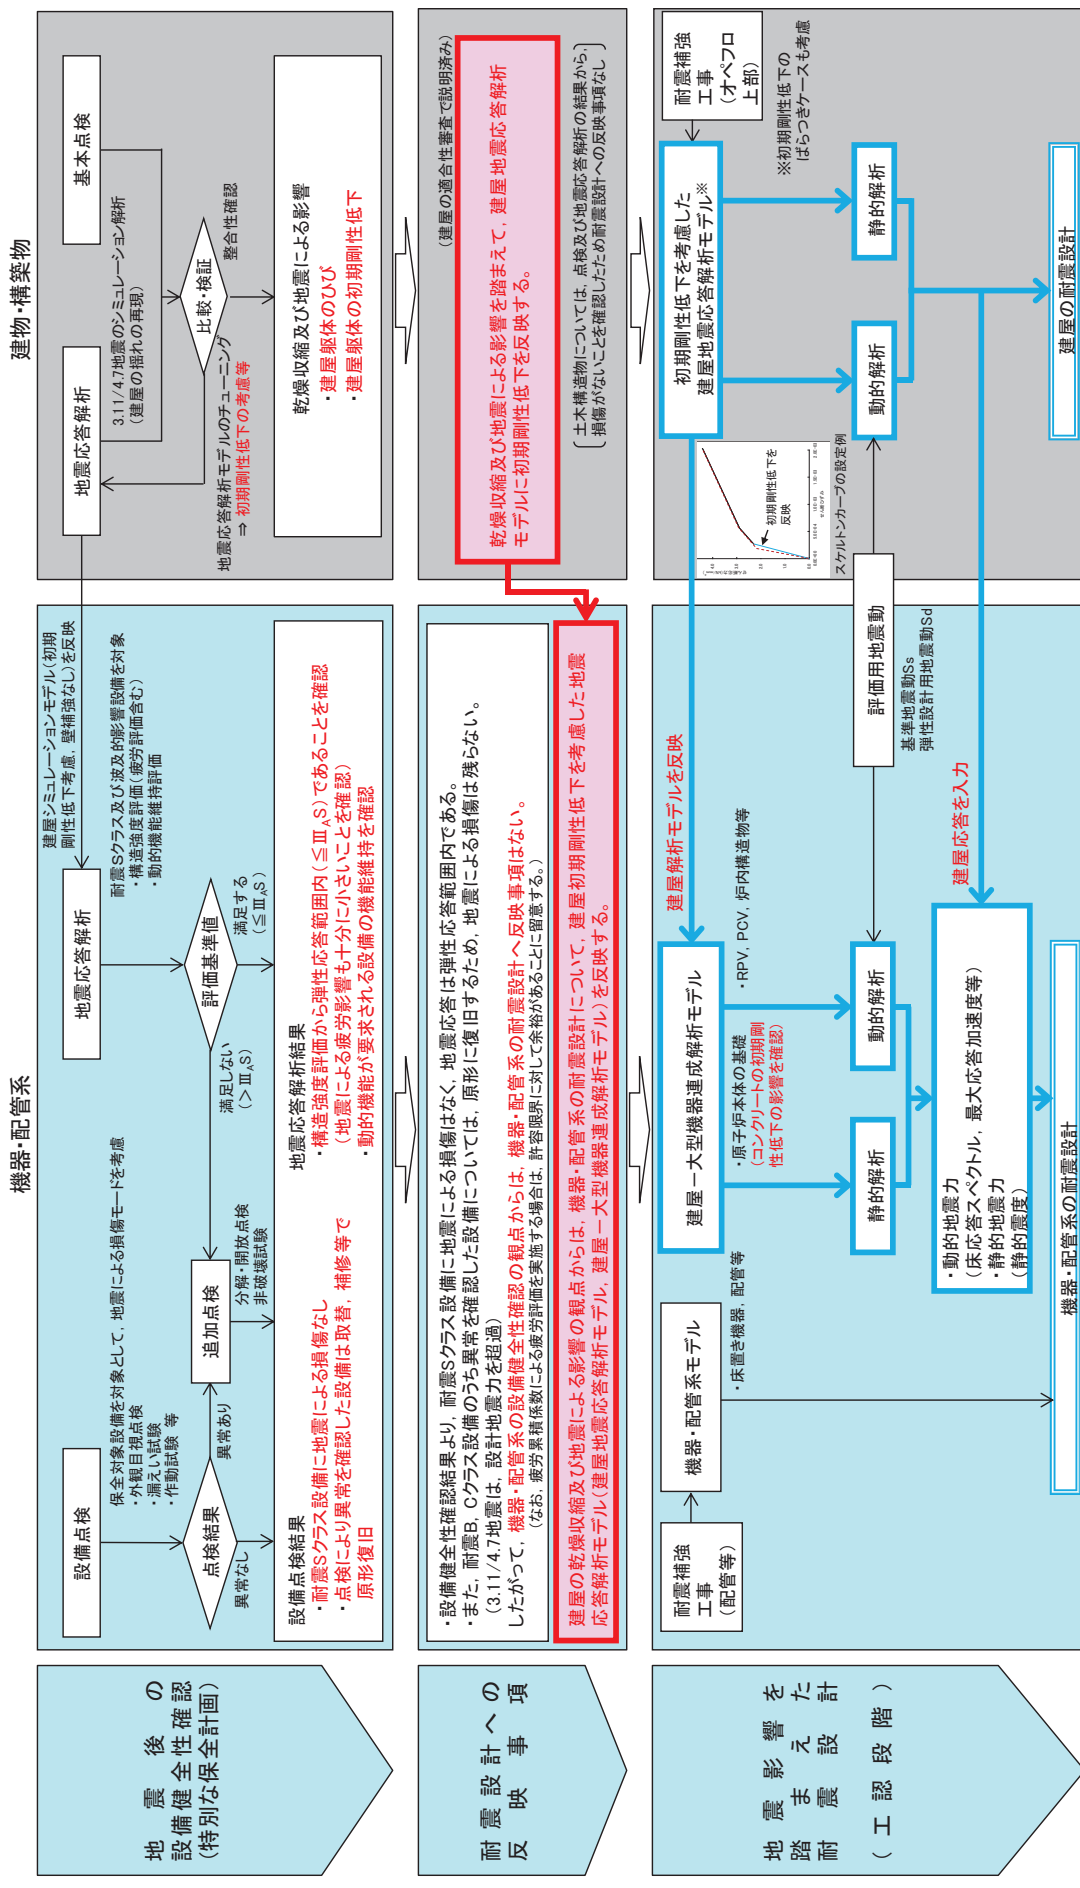 機器・配管系
建物・構築物
地震後の
設備健全性確認
(特別な保全計画)
設備点検
保全対象設備を対象として，地震による損傷モードを考慮
・外観目視点検
・漏えい試験
・作動試験 等
点検結果
異常なし
異常あり
追加点検
分解・開放点検
非破壊試験
地震応答解析
建屋シミュレーションモデル(初期
剛性低下考慮，壁補強なし)を反映
耐震Sクラス及び波及的影響設備を対象
・構造強度評価(疲労評価含む)
・動的機能維持評価
評価基準値
満足しない
(＞ⅢAS)
満足する
(≦ⅢAS)
設備点検結果
・耐震Sクラス設備に地震による損傷なし
・点検により異常を確認した設備は取替，補修等で
原形復旧
地震応答解析結果
・構造強度評価から弾性応答範囲内(≦ⅢAS)であることを確認
(地震による疲労影響も十分に小さいことを確認)
・動的機能が要求される設備の機能維持を確認
地震応答解析
基本点検
3.11/4.7地震のシミュレーション解析
(建屋の揺れの再現)
比較・検証
整合性確認
地震応答解析モデルのチューニング
⇒ 初期剛性低下の考慮等
乾燥収縮及び地震による影響
・建屋躯体のひび
・建屋躯体の初期剛性低下
耐震設計への
反映事項
・設備健全性確認結果より，耐震Sクラス設備に地震による損傷はなく，地震応答は弾性応答範囲内である。
・また，耐震B，Cクラス設備のうち異常を確認した設備については，原形に復旧するため，地震による損傷は残らない。
(3.11/4.7地震は，設計地震力を超過)
したがって，機器・配管系の設備健全性確認の観点からは，機器・配管系の耐震設計へ反映事項はない。
(なお，疲労累積係数による疲労評価を実施する場合は，許容限界に対して余裕があることに留意する。)
建屋の乾燥収縮及び地震による影響の観点からは，機器・配管系の耐震設計について，建屋初期剛性低下を考慮した地震
応答解析モデル(建屋地震応答解析モデル，建屋－大型機器連成解析モデル)を反映する。
(建屋の適合性審査で説明済み)
乾燥収縮及び地震による影響を踏まえて，建屋地震応答解析
モデルに初期剛性低下を反映する。
土木構造物については，点検及び地震応答解析の結果から，
損傷がないことを確認したため耐震設計への反映事項なし
地震影響を
踏まえた
耐震設計
(工認段階)
耐震補強
工事
(配管等)
機器・配管系モデル
・床置き機器，配管等
建屋－大型機器連成解析モデル
・原子炉本体の基礎
(コンクリートの初期剛
性低下の影響を確認)
・RPV，PCV，炉内構造物等
建屋解析モデルを反映
静的解析
動的解析
・動的地震力
(床応答スペクトル，最大応答加速度等)
・静的地震力
(静的震度)
建屋応答を入力
機器・配管系の耐震設計
評価用地震動
基準地震動Ss
弾性設計用地震動Sd
初期剛性低下を
反映
スケルトンカーブの設定例
初期剛性低下を考慮した
建屋地震応答解析モデル※
耐震補強
工事
(オペフロ
上部)
※初期剛性低下の
ばらつきケースも考慮
動的解析
静的解析
建屋の耐震設計